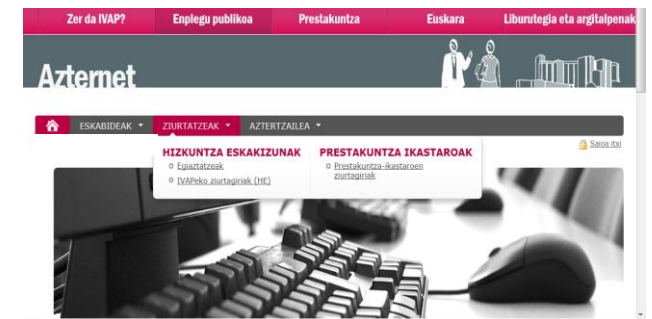 Zer da IVAP? Enplegu publikoa Prestakuntza Euskara Liburutegia eta argitalpenak
Azternet
ESKABIDEAK ZIURTATZEAK AZTERTZAILEA
Saioa itxi
HIZKUNTZA ESKAKIZUNAK PRESTAKUNTZA IKASTAROAK
Egiaztatzeak
IVAPeko ziurtagiriak (HE)
Prestakuntza-ikastaroen
ziurtagiriak